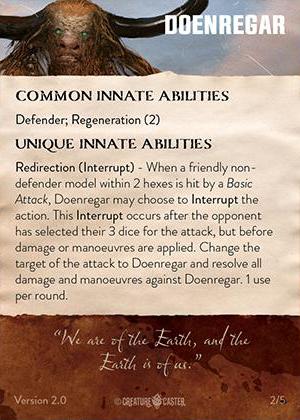 DOENREGAR
COMMON INNATE ABILITIES
Defender; Regeneration (2)
UNIQUE INNATE ABILITIES
Redirection (Interrupt) - When a friendly non-
defender model within 2 hexes is hit by a Basic
Attack, Doenregar may choose to Interrupt the
action. This Interrupt occurs after the opponent
has selected their 3 dice for the attack, but before
damage or manoeuvres are applied. Change the
target of the attack to Doenregar and resolve all
damage and manoeuvres against Doenregar. 1 use
per round.
"We are of the Earth, and the
Earth is of us."
Version 2.0
© CREATURE CASTER
2/5